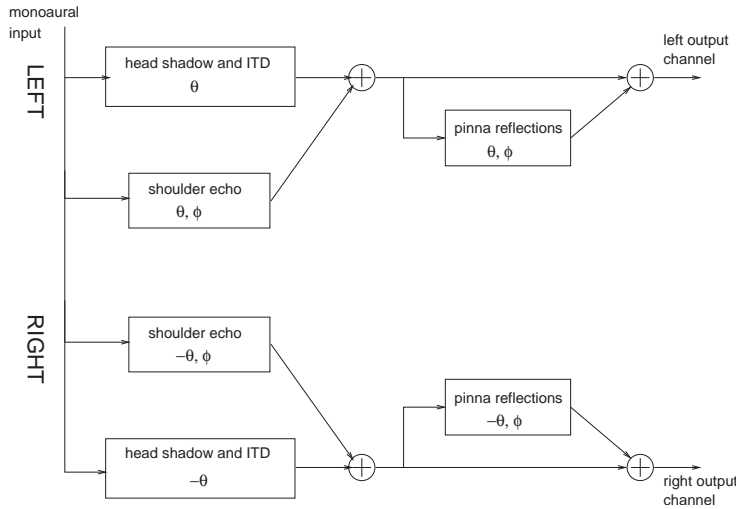 monoaural
input
LEFT
head shadow and ITD
θ
left output
channel
pinna reflections
θ, ϕ
shoulder echo
θ, ϕ
RIGHT
shoulder echo
−θ, ϕ
pinna reflections
−θ, ϕ
head shadow and ITD
−θ
right output
channel